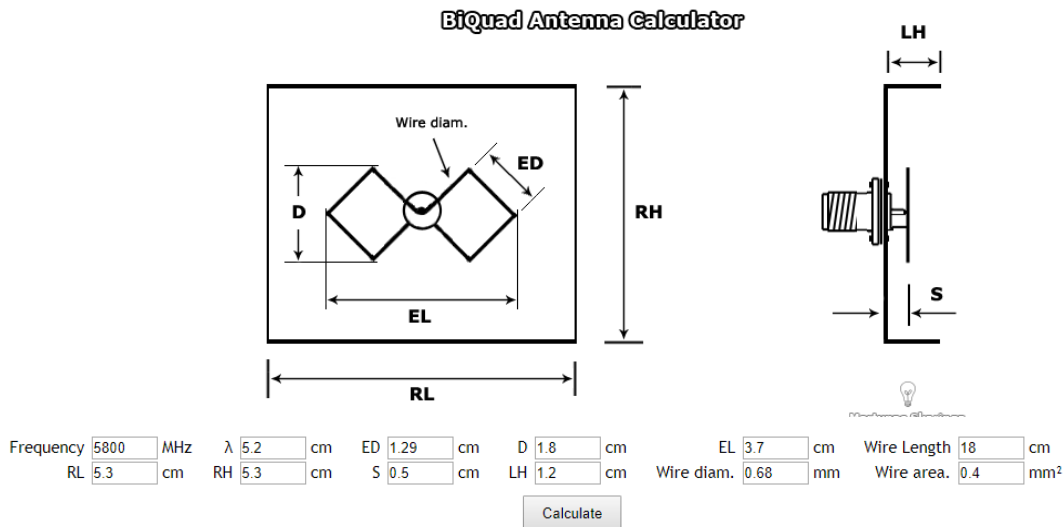 BiQuad Antenna Calculator
LH
Wire diam.
ED
D
RH
EL
S
RL
Frequency 5800 MHz λ 5.2 cm ED 1.29 cm D 1.8 cm EL 3.7 cm Wire Length 18 cm
RL 5.3 cm RH 5.3 cm S 0.5 cm LH 1.2 cm Wire diam. 0.68 mm Wire area. 0.4 mm²
Calculate